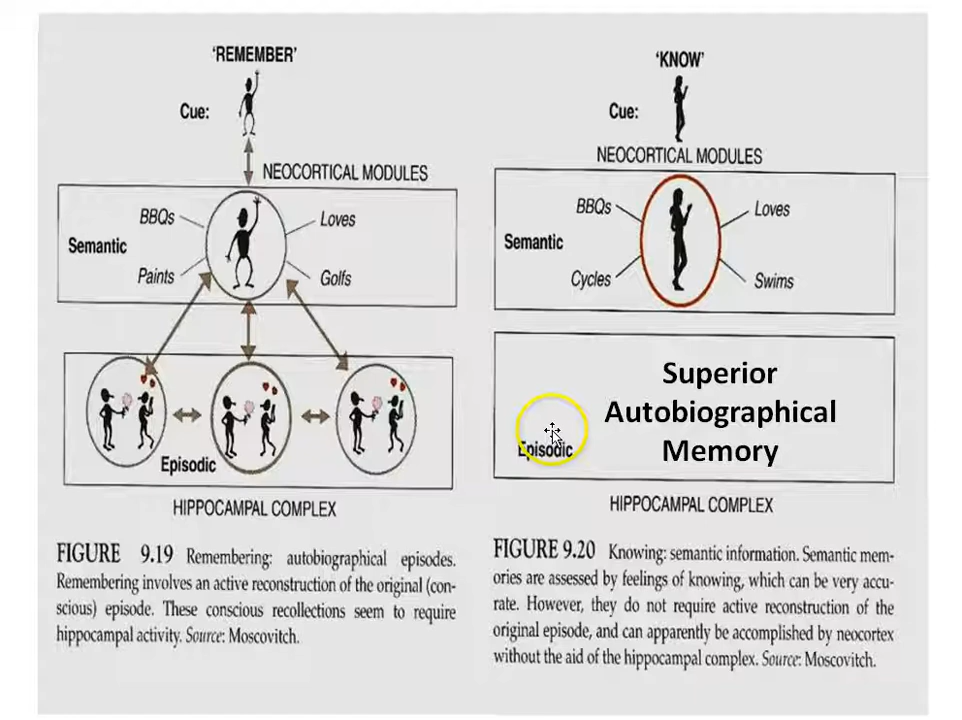 'REMEMBER'
Cue:
NEOCORTICAL MODULES
BBQs
Loves
Semantic
Paints
Golfs
Episodic
HIPPOCAMPAL COMPLEX
FIGURE 9.19 Remembering: autobiographical episodes.
Remembering involves an active reconstruction of the original (con-
scious) episode. These conscious recollections seem to require
hippocampal activity. Source: Moscovitch.
'KNOW'
Cue:
NEOCORTICAL MODULES
BBQs
Loves
Semantic
Cycles
Swims
Superior
Autobiographical
Memory
Episodic
HIPPOCAMPAL COMPLEX
FIGURE 9.20 Knowing: semantic information. Semantic mem-
ories are assessed by feelings of knowing, which can be very accu-
rate. However, they do not require active reconstruction of the
original episode, and can apparently be accomplished by neocortex
without the aid of the hippocampal complex. Source: Moscovitch.